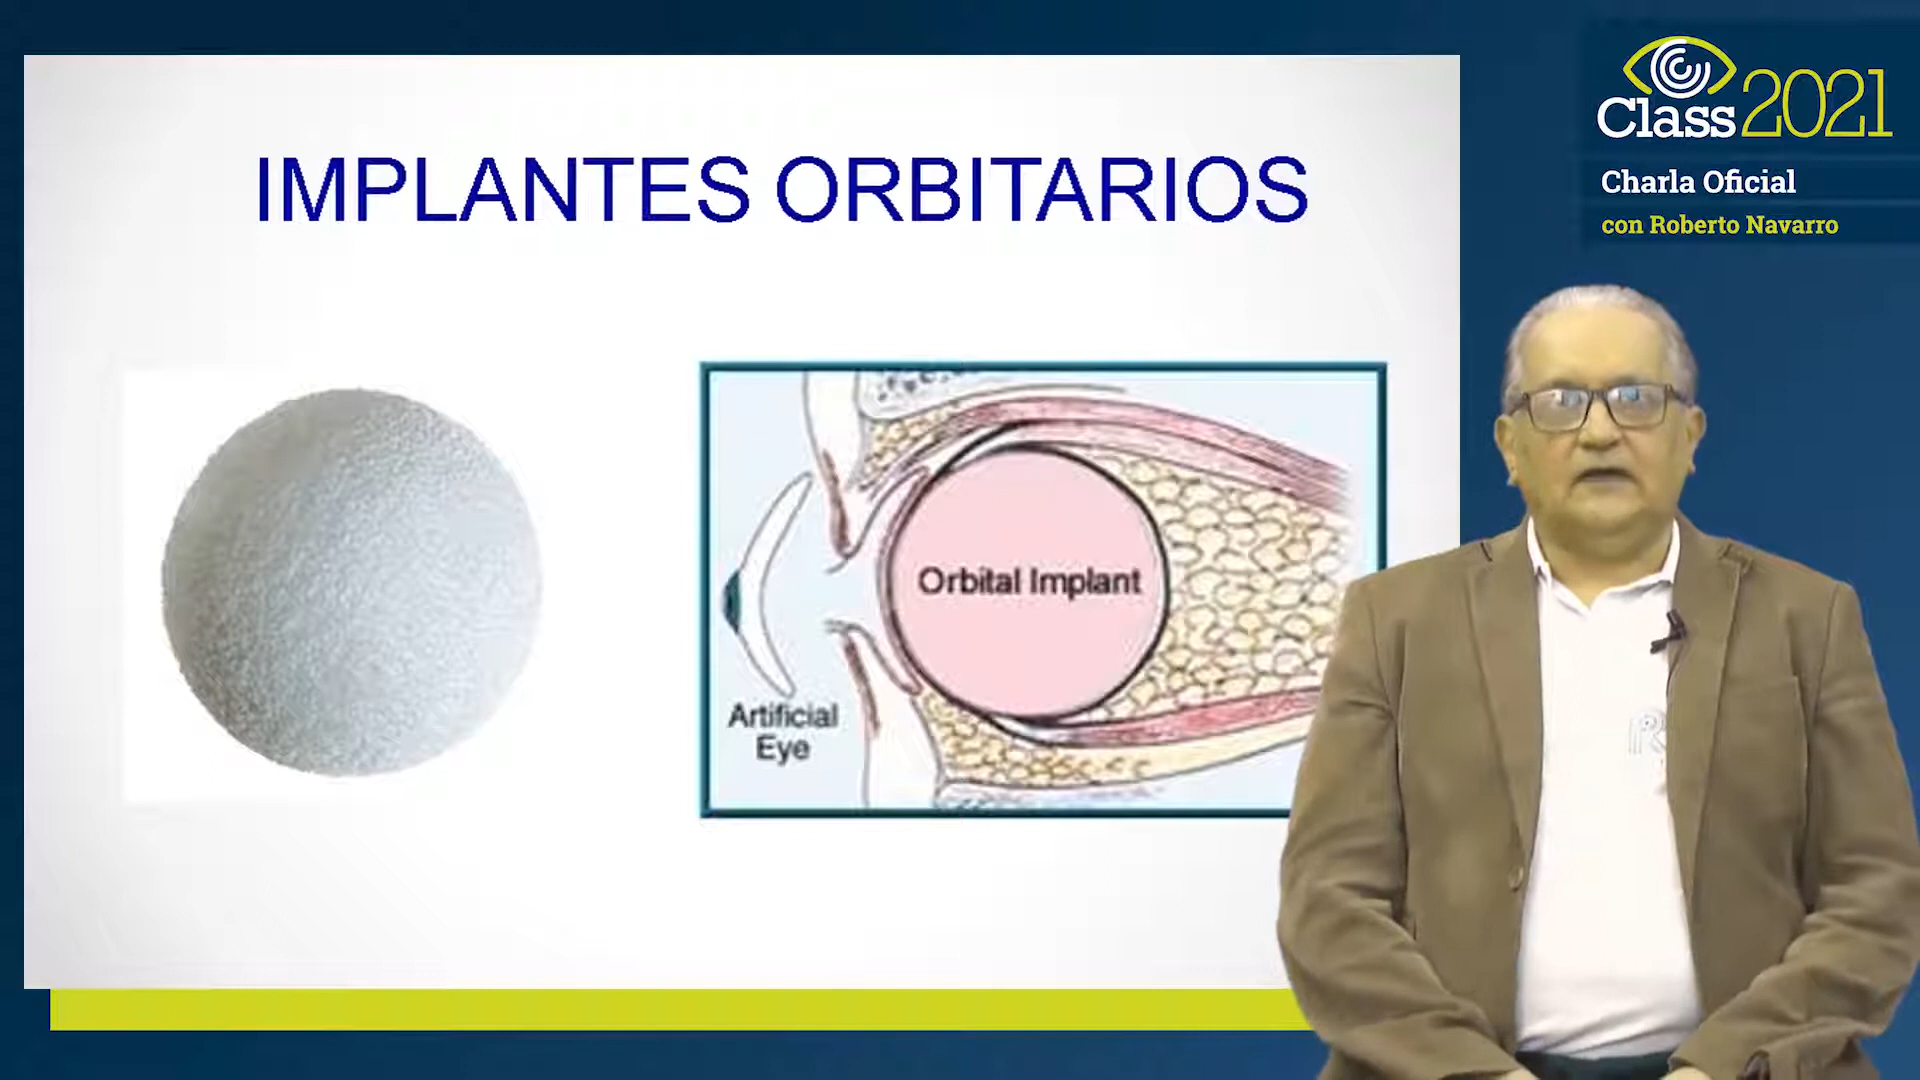 IMPLANTES ORBITARIOS
Orbital Implant
Artificial
Eye
Class 2021
Charla Oficial
con Roberto Navarro